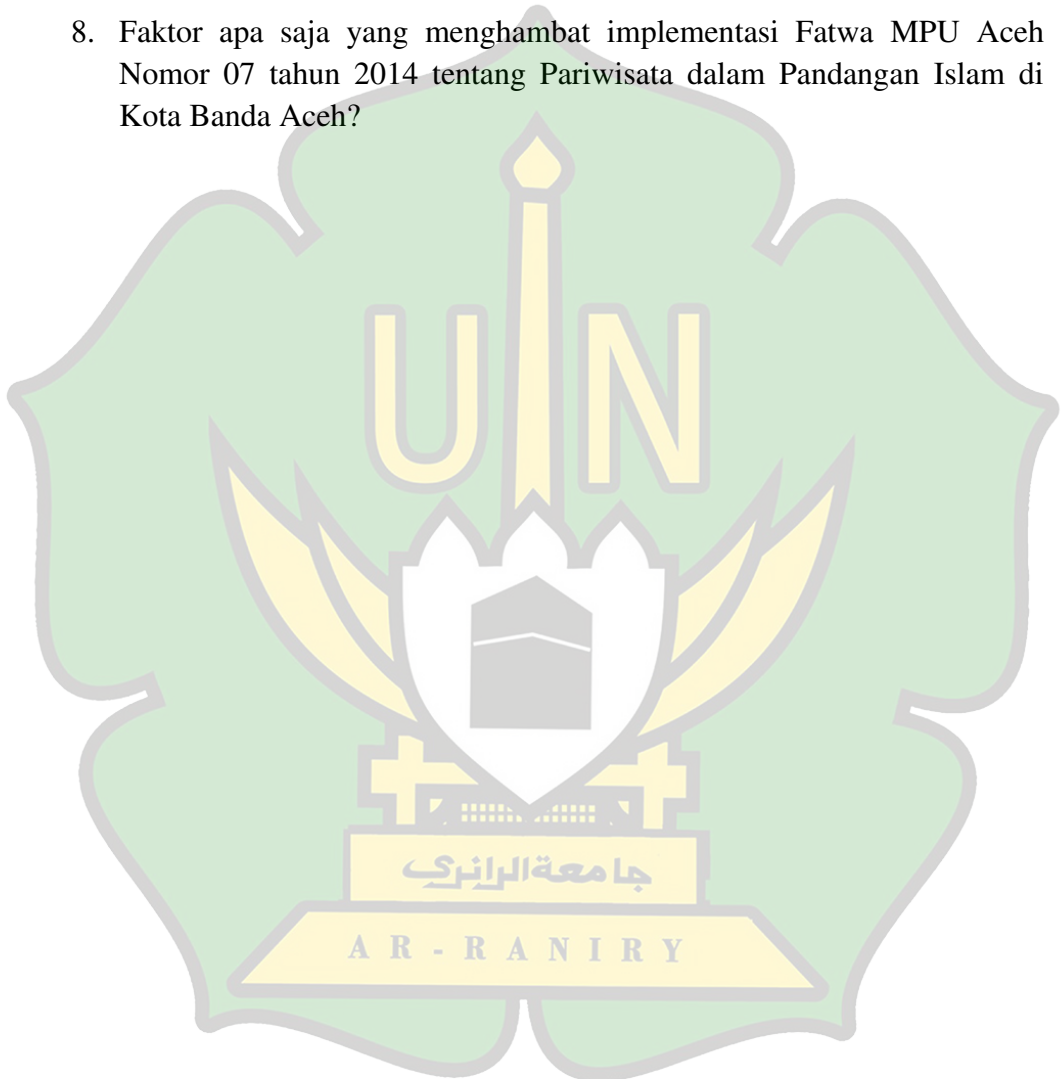 8. Faktor apa saja yang menghambat implementasi Fatwa MPU Aceh
Nomor 07 tahun 2014 tentang Pariwisata dalam Pandangan Islam di
Kota Banda Aceh?
UIN
جامعةالرانري
AR-RANIRY